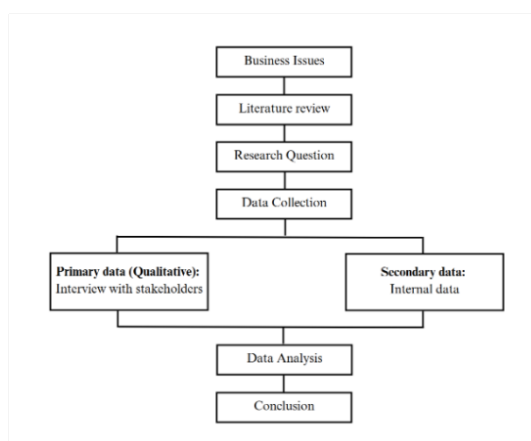 Business Issues
Literature review
Research Question
Data Collection
Primary data (Qualitative):
Interview with stakeholders
Secondary data:
Internal data
Data Analysis
Conclusion